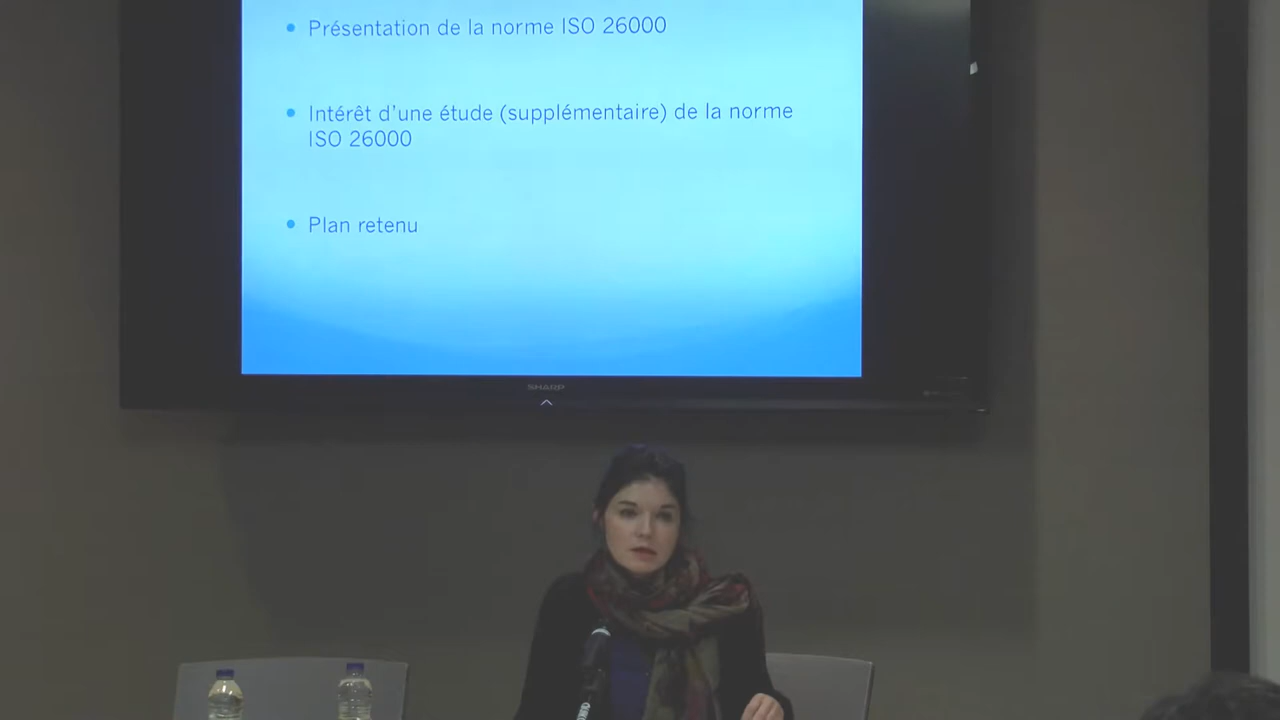 Présentation de la norme ISO 26000
Intérêt d'une étude (supplémentaire) de la norme
ISO 26000
Plan retenu
SHARP